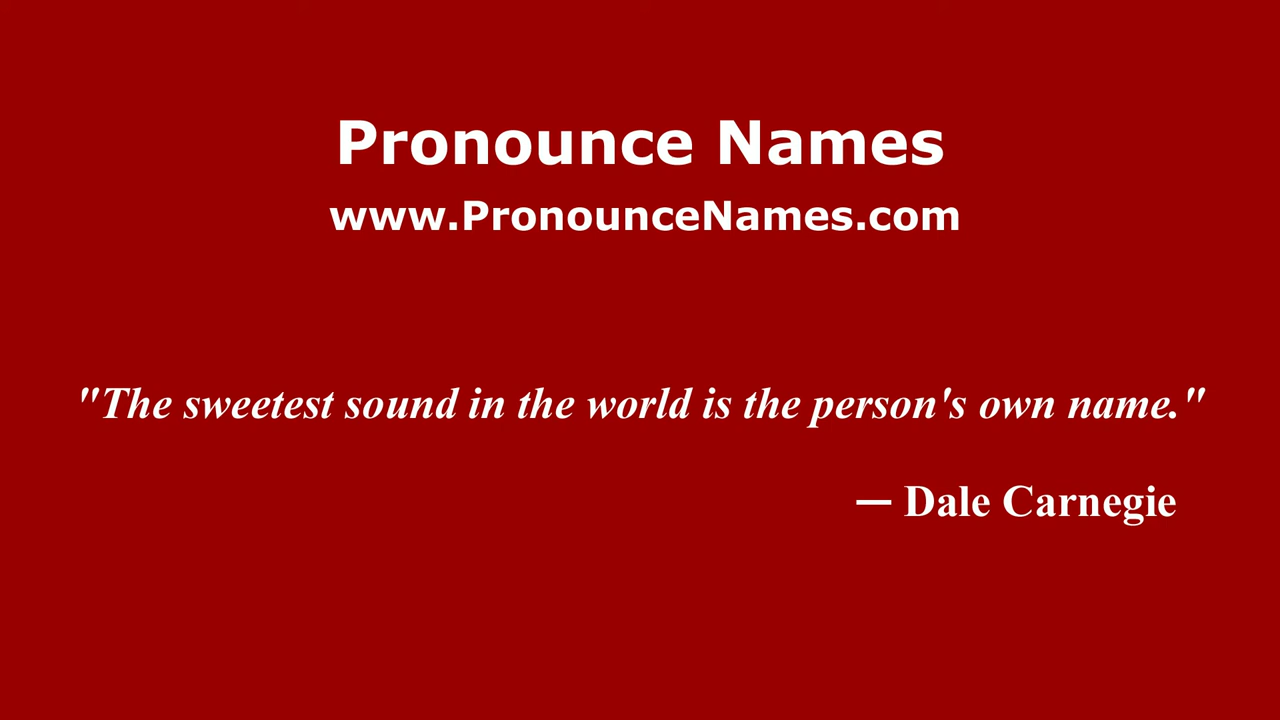 Pronounce Names
www.PronounceNames.com
"The sweetest sound in the world is the person's own name."
— Dale Carnegie